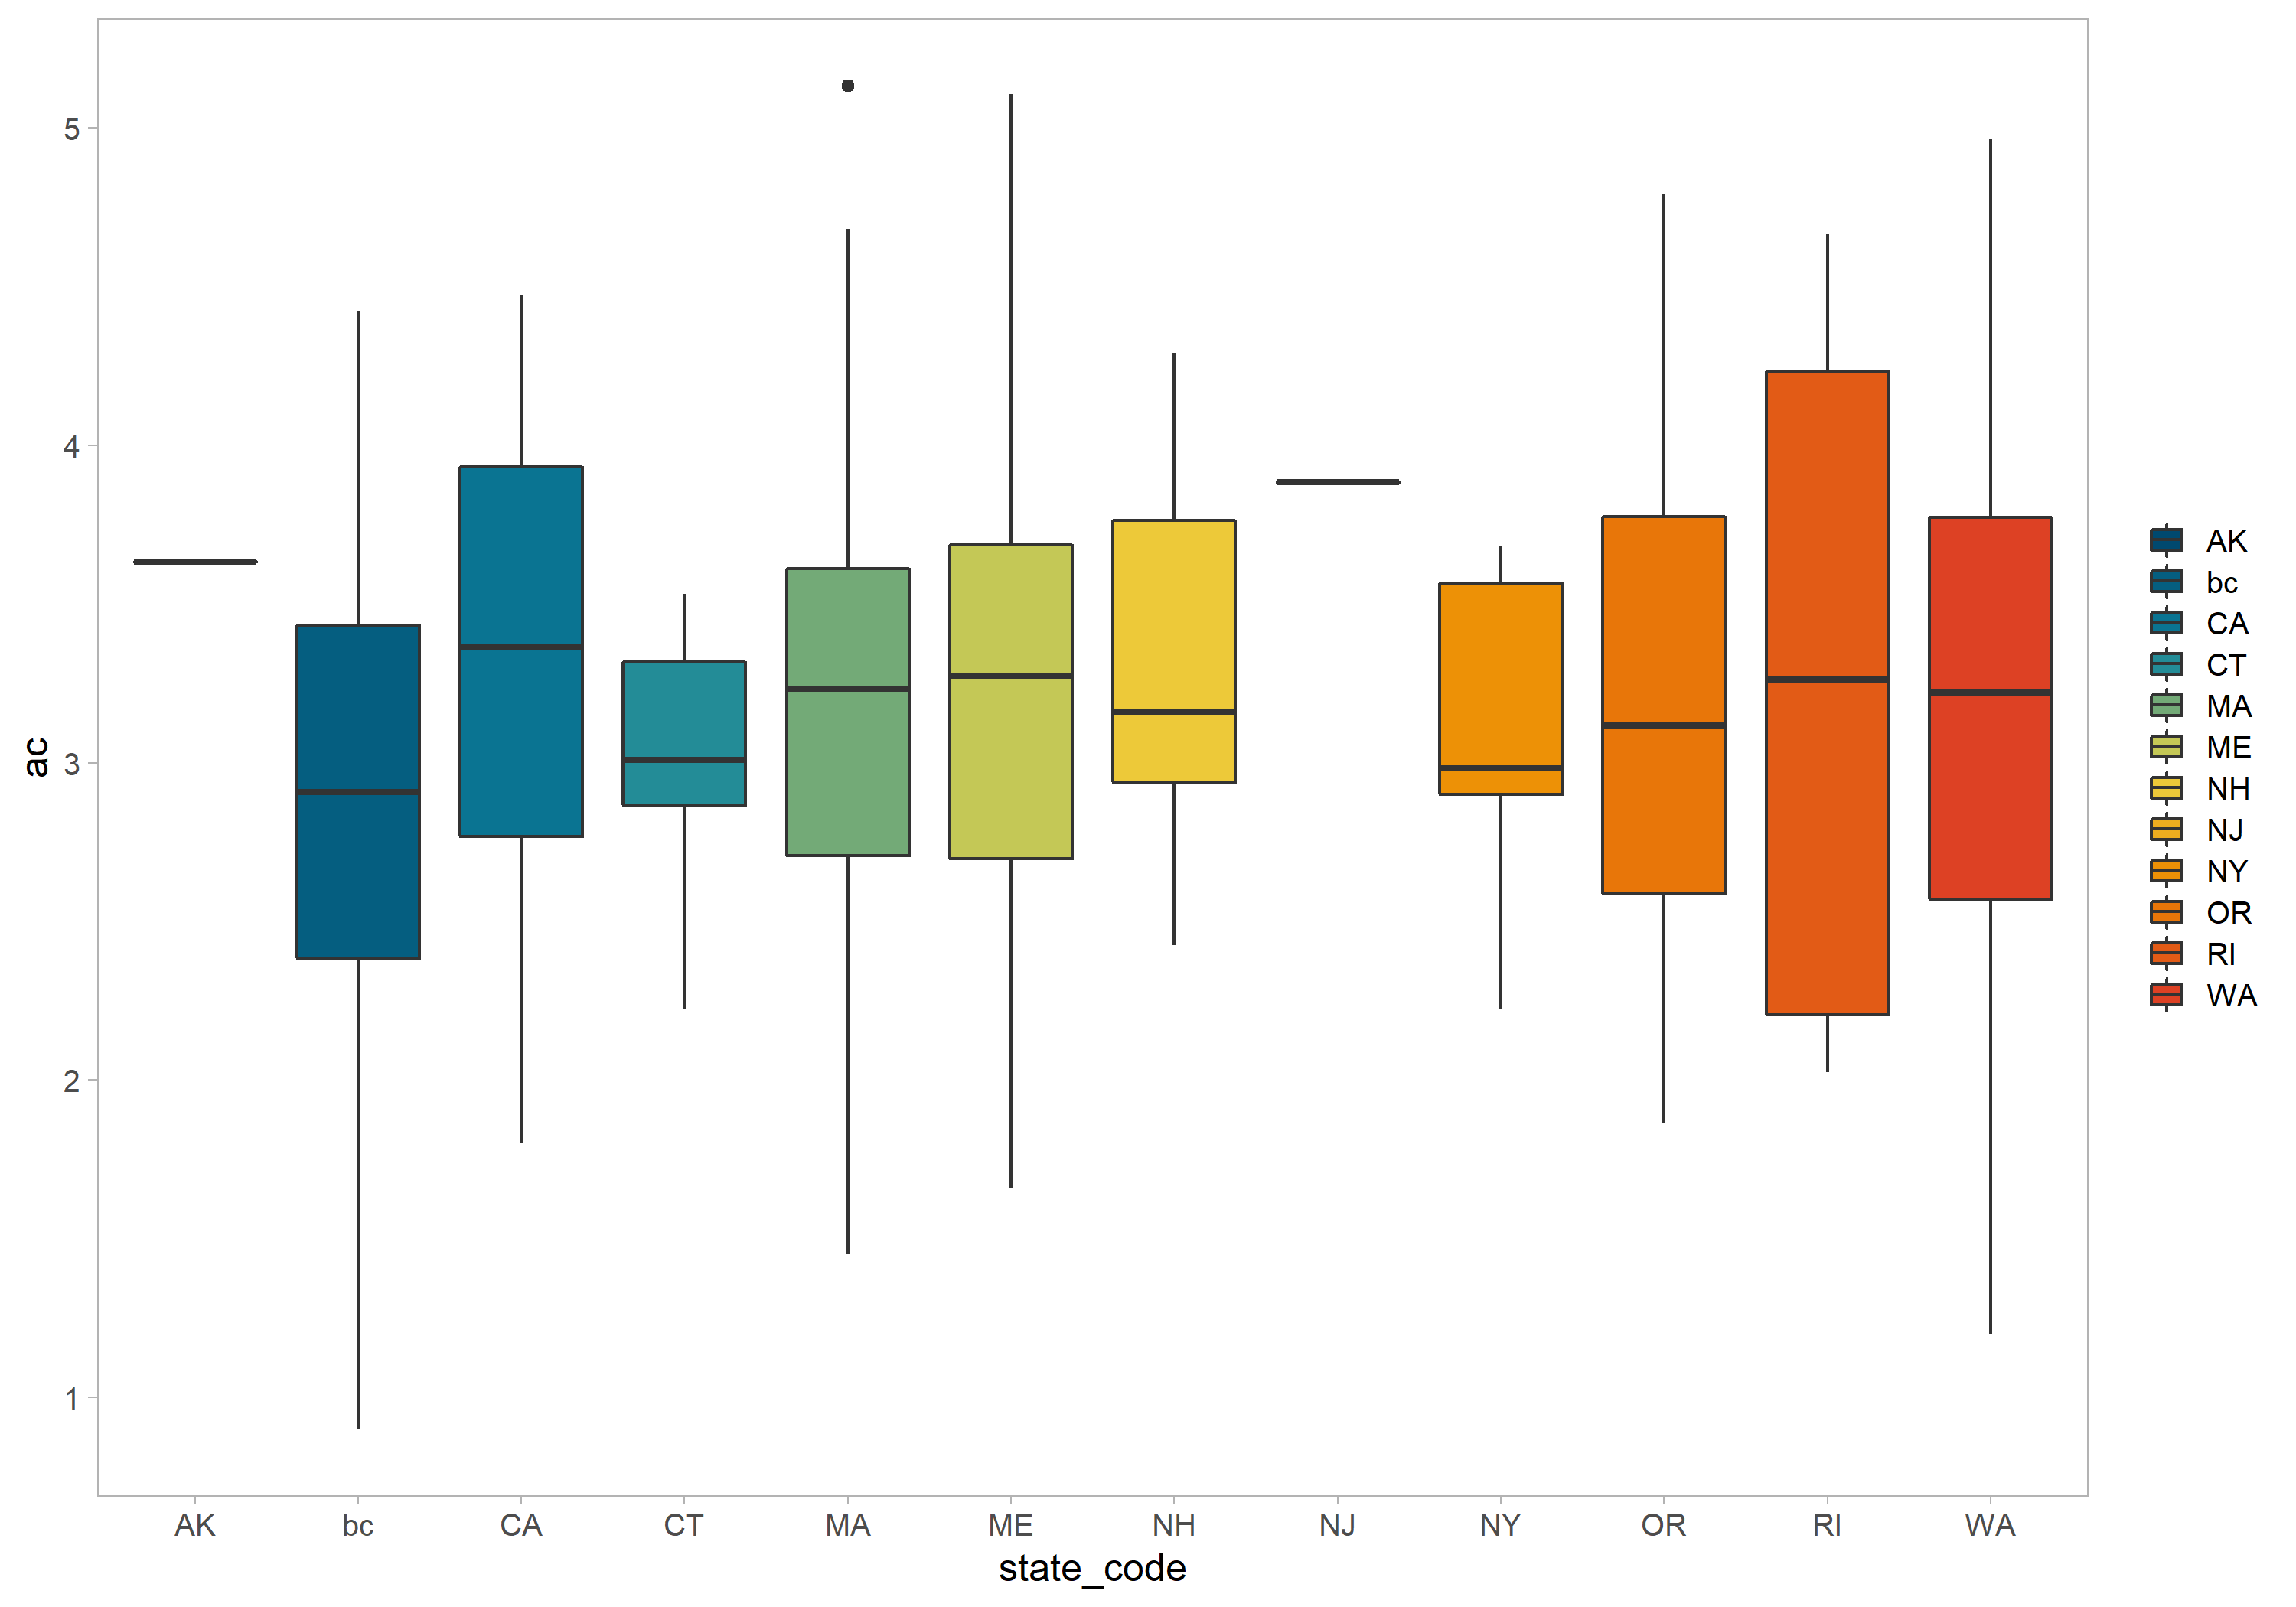 5
4
3
2
1
ac
AK bc CA CT MA ME NH NJ NY OR RI WA
state_code
AK
bc
CA
CT
MA
ME
NH
NJ
NY
OR
RI
WA